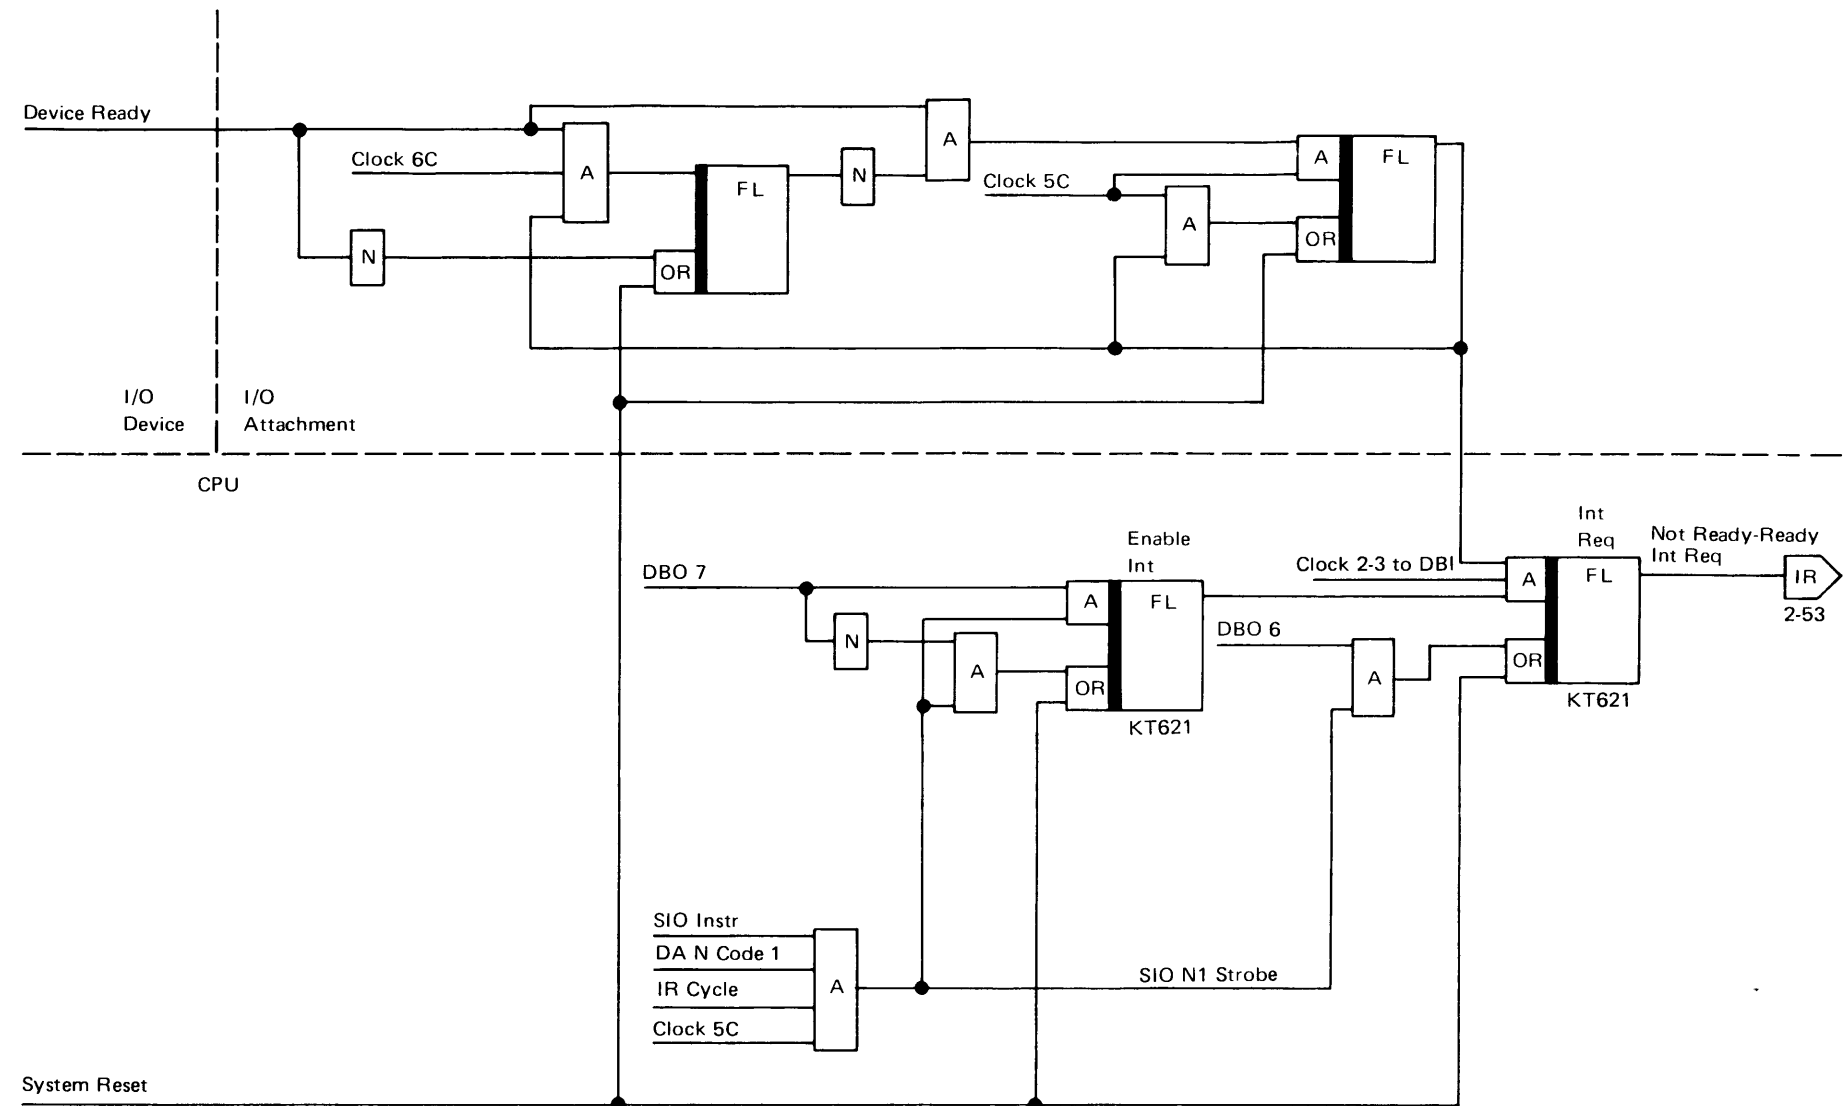 Device Ready
Clock 6C
A
N
OR
FL
N
A
Clock 5C
A
A
OR
FL
I/O Device
I/O Attachment
CPU
DBO 7
N
A
Enable Int
A
OR
FL
KT621
Clock 2-3 to DBI
DBO 6
A
Int Req
A
OR
FL
KT621
Not Ready-Ready Int Req
IR
2-53
SIO Instr
DA N Code 1
IR Cycle
Clock 5C
A
SIO N1 Strobe
System Reset